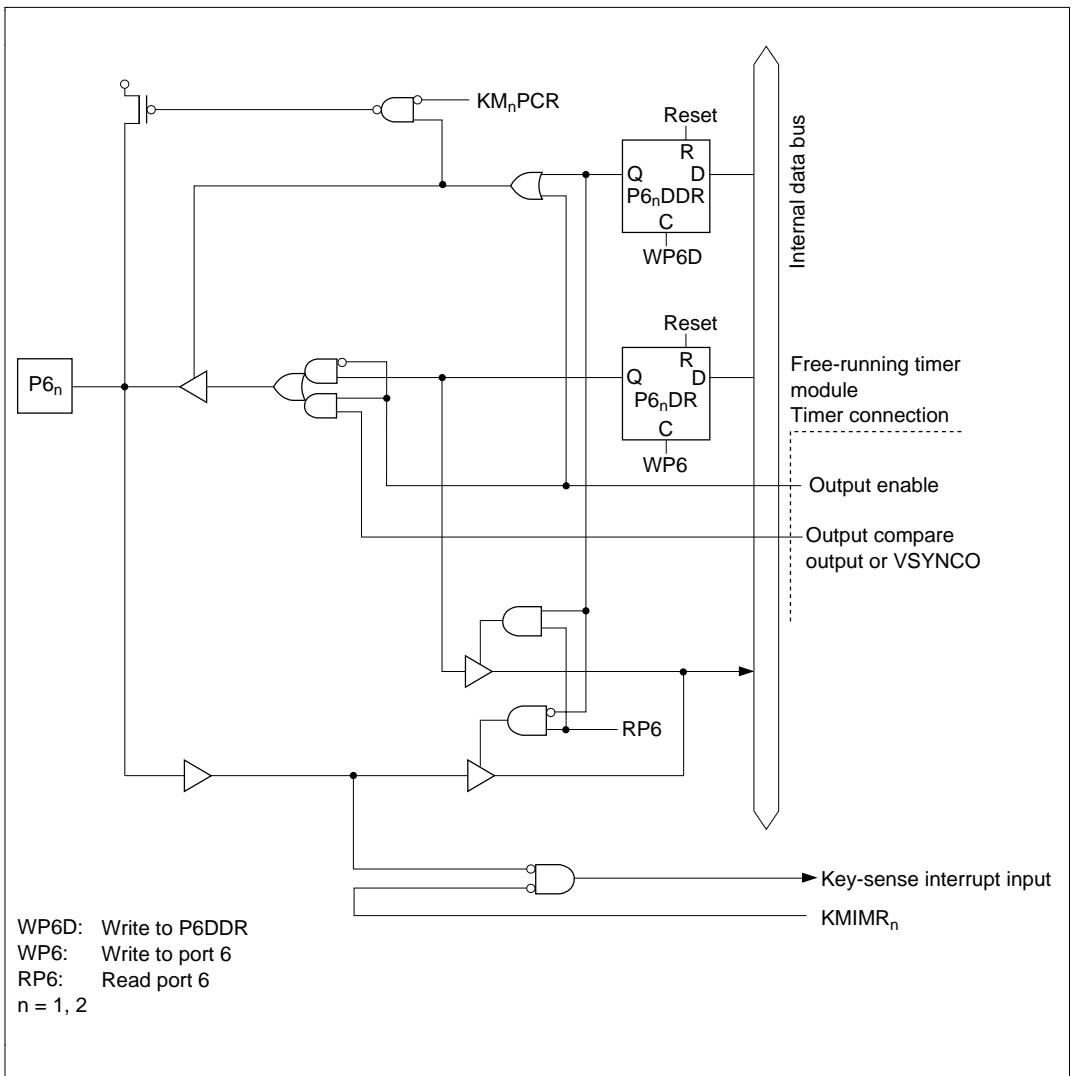 KMnPCR
Reset
R
Q D
P6nDDR
C
WP6D
Internal data bus
Reset
R
Q D
P6nDR
C
WP6
P6n
Free-running timer
module
Timer connection
Output enable
Output compare
output or VSYNCO
RP6
Key-sense interrupt input
KMIMRn
WP6D: Write to P6DDR
WP6: Write to port 6
RP6: Read port 6
n = 1, 2